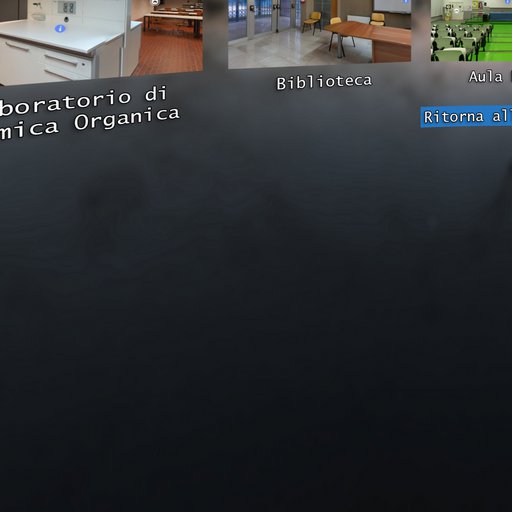 boratorio di
mica Organica
Biblioteca
Aula
Ritorna al